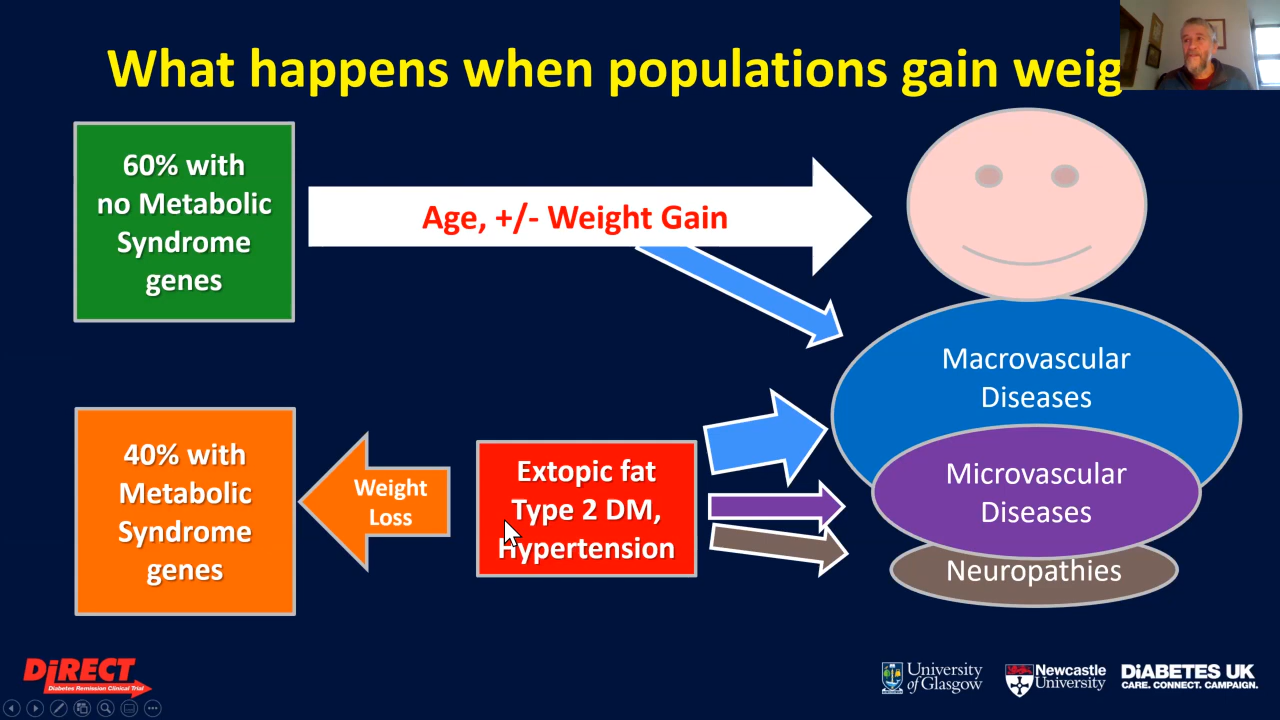 What happens when populations gain weig
60% with
no Metabolic
Syndrome
genes
Age, +/- Weight Gain
Macrovascular
Diseases
40% with
Metabolic
Syndrome
genes
Weight
Loss
Extopic fat
Type 2 DM,
Hypertension
Microvascular
Diseases
Neuropathies
DiRECT
Diabetes Remission Clinical Trial
University
of Glasgow
Newcastle
University
DiABETES UK
CARE. CONNECT. CAMPAIGN.